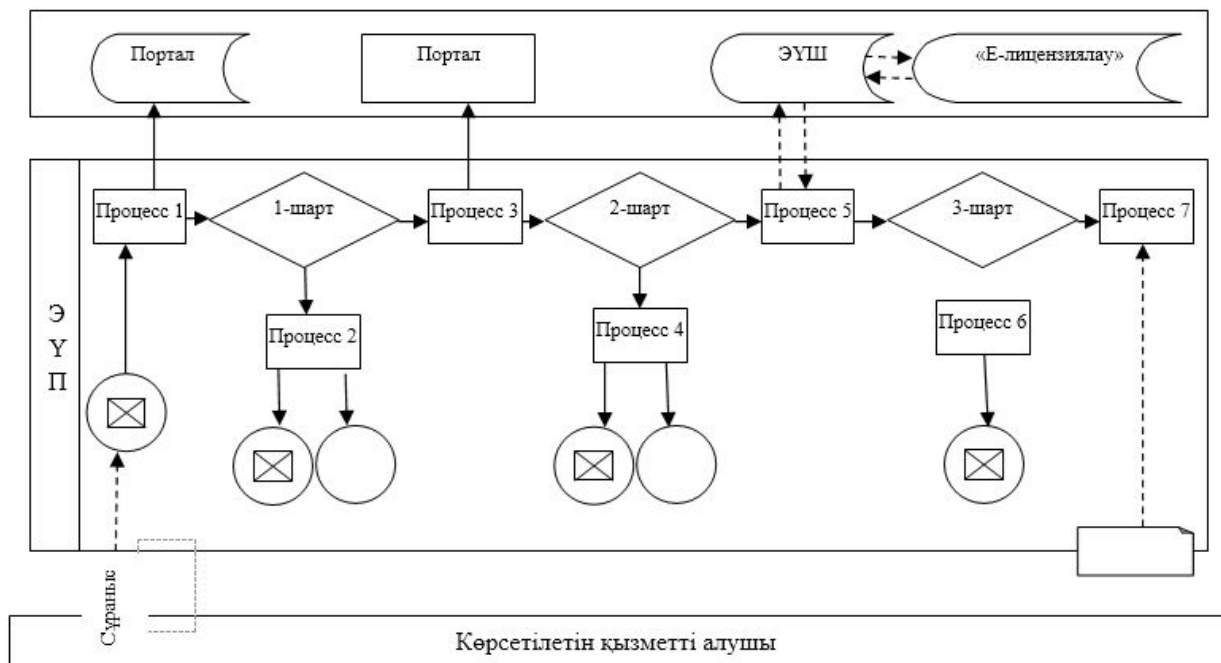 Портал
Портал
ЭҮШ
«Е-лицензиялау»
Процесс 1
1-шарт
Процесс 3
2-шарт
Процесс 5
3-шарт
Процесс 7
Э
Ү
П
Процесс 2
Процесс 4
Процесс 6
Сұраныс
Көрсетілетін қызметті алушы